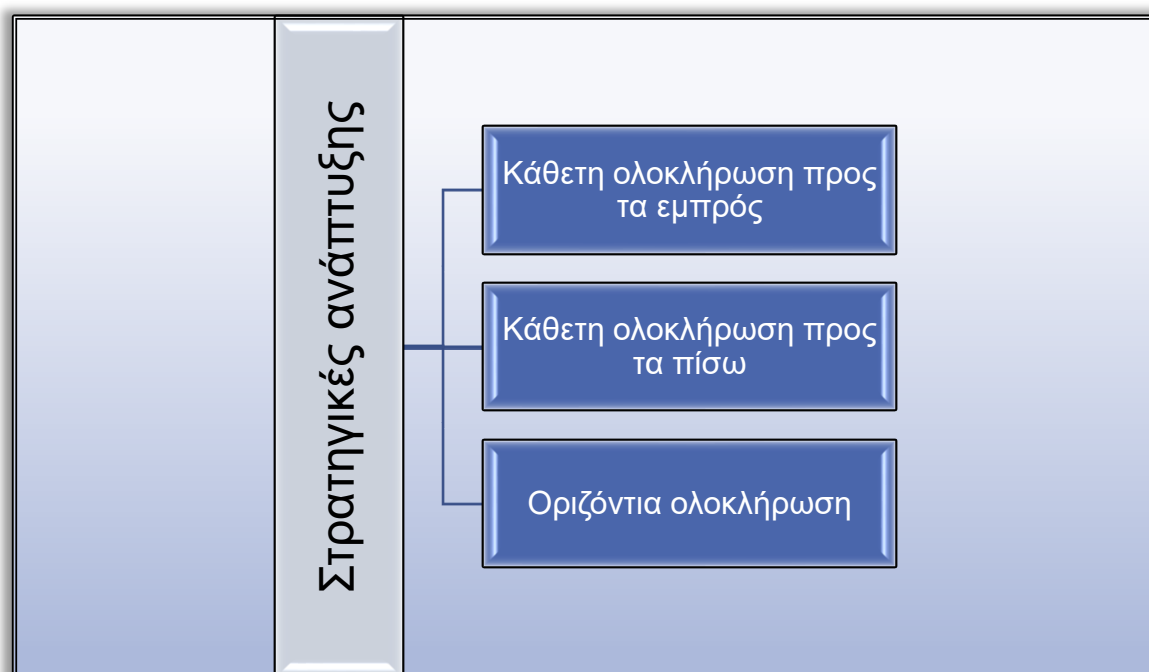 Στρατηγικές ανάπτυξης
Κάθετη ολοκλήρωση προς
τα εμπρός
Κάθετη ολοκλήρωση προς
τα πίσω
Οριζόντια ολοκλήρωση